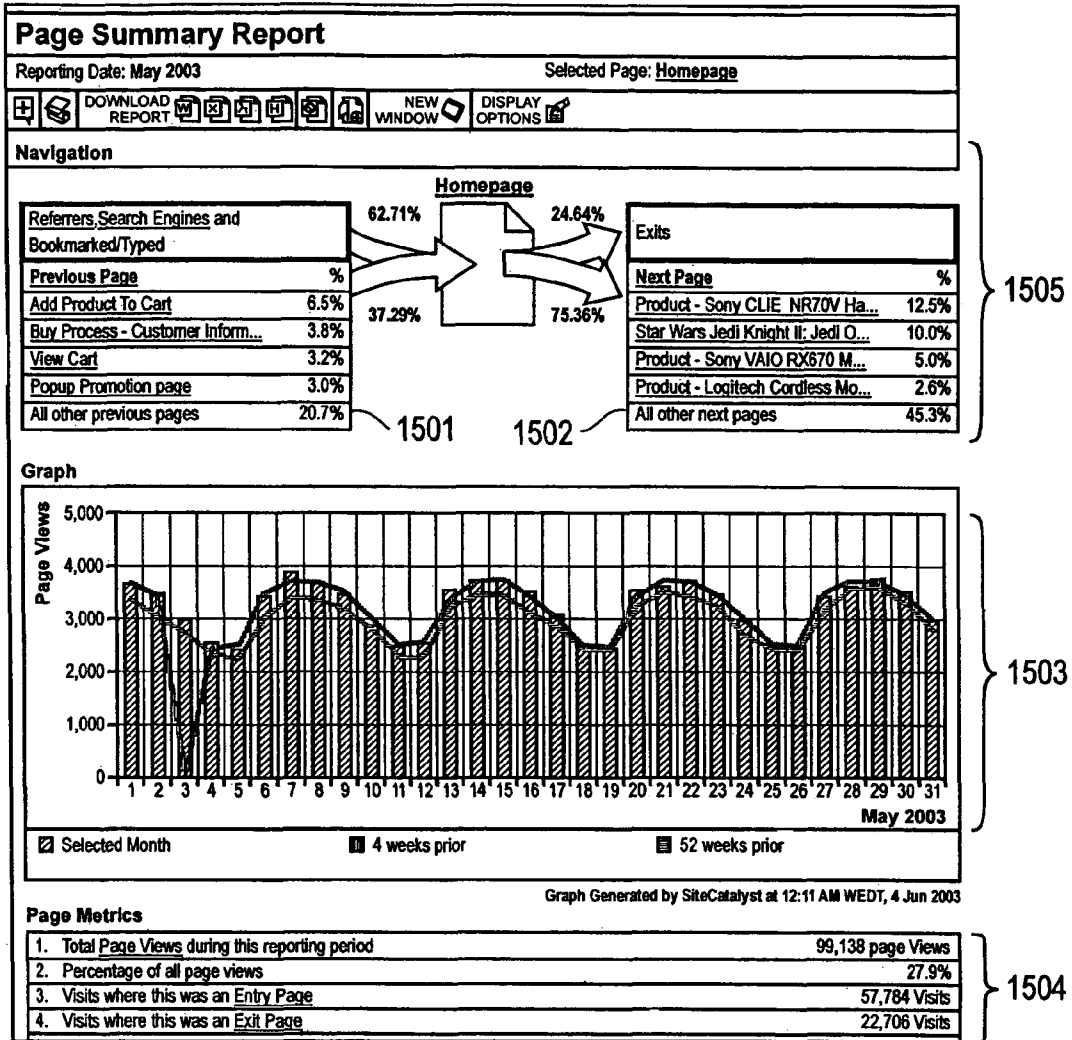 Page Summary Report
Reporting Date: May 2003 Selected Page: Homepage
DOWNLOAD REPORT NEW WINDOW DISPLAY OPTIONS
Navigation
Homepage
Referrers,Search Engines and
Bookmarked/Typed
62.71% 24.64%
Exits
Previous Page % Next Page %
Add Product To Cart 6.5% Product - Sony CLIE NR70V Ha... 12.5%
37.29% 75.36%
Buy Process - Customer Inform... 3.8% Star Wars Jedi Knight II: Jedi O... 10.0%
View Cart 3.2% Product - Sony VAIO RX670 M... 5.0%
Popup Promotion page 3.0% Product - Logitech Cordless Mo... 2.6%
All other previous pages 20.7% All other next pages 45.3%
1501 1502
1505
Graph
Page Views
5,000
4,000
3,000
2,000
1,000
0
1 2 3 4 5 6 7 8 9 10 11 12 13 14 15 16 17 18 19 20 21 22 23 24 25 26 27 28 29 30 31
May 2003
Selected Month 4 weeks prior 52 weeks prior
1503
Graph Generated by SiteCatalyst at 12:11 AM WEDT, 4 Jun 2003
Page Metrics
1. Total Page Views during this reporting period 99,138 page Views
2. Percentage of all page views 27.9%
3. Visits where this was an Entry Page 57,784 Visits
4. Visits where this was an Exit Page 22,706 Visits
1504